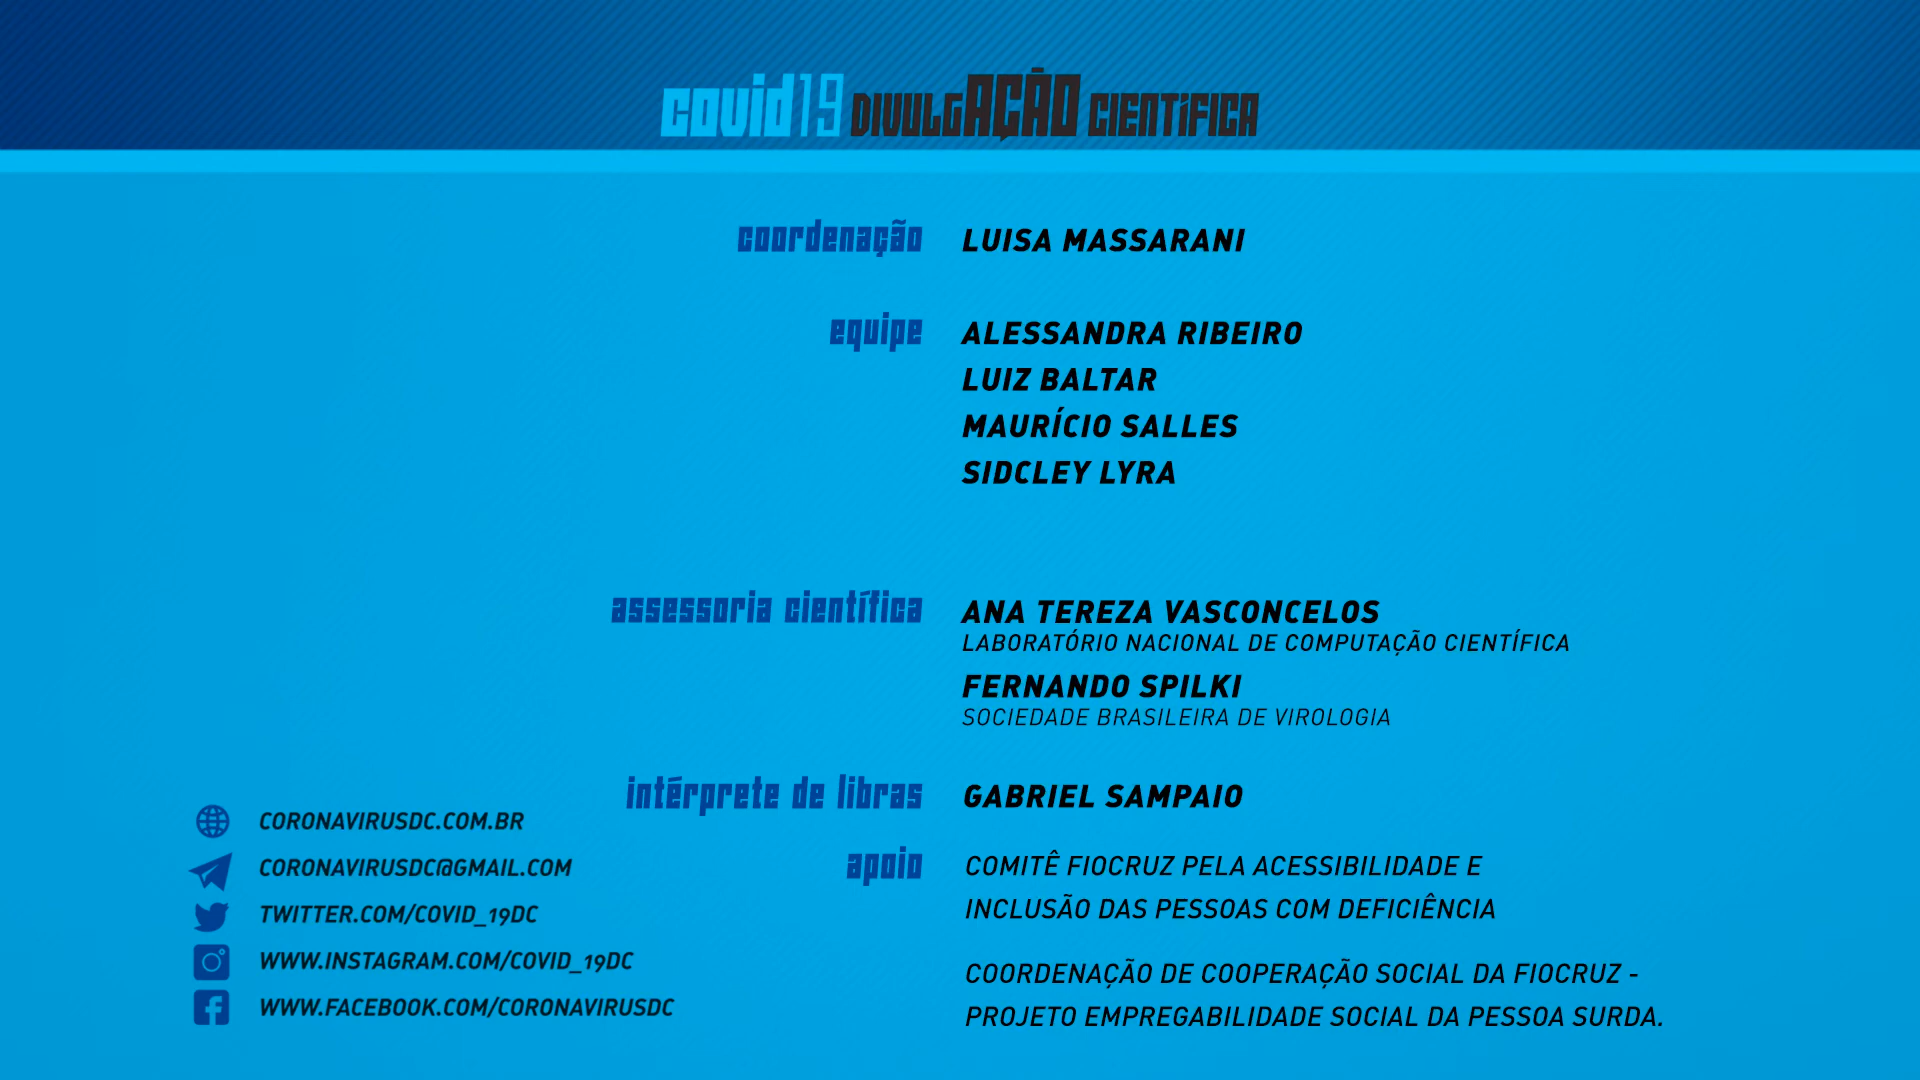 covid19 DIVULGAÇÃO CIENTÍFICA
coordenação LUISA MASSARANI
equipe ALESSANDRA RIBEIRO
LUIZ BALTAR
MAURÍCIO SALLES
SIDCLEY LYRA
assessoria científica ANA TEREZA VASCONCELOS
LABORATÓRIO NACIONAL DE COMPUTAÇÃO CIENTÍFICA
FERNANDO SPILKI
SOCIEDADE BRASILEIRA DE VIROLOGIA
intérprete de libras GABRIEL SAMPAIO
apoio COMITÊ FIOCRUZ PELA ACESSIBILIDADE E
INCLUSÃO DAS PESSOAS COM DEFICIÊNCIA
COORDENAÇÃO DE COOPERAÇÃO SOCIAL DA FIOCRUZ -
PROJETO EMPREGABILIDADE SOCIAL DA PESSOA SURDA.
CORONAVIRUSDC.COM.BR
CORONAVIRUSDC@GMAIL.COM
TWITTER.COM/COVID_19DC
WWW.INSTAGRAM.COM/COVID_19DC
WWW.FACEBOOK.COM/CORONAVIRUSDC